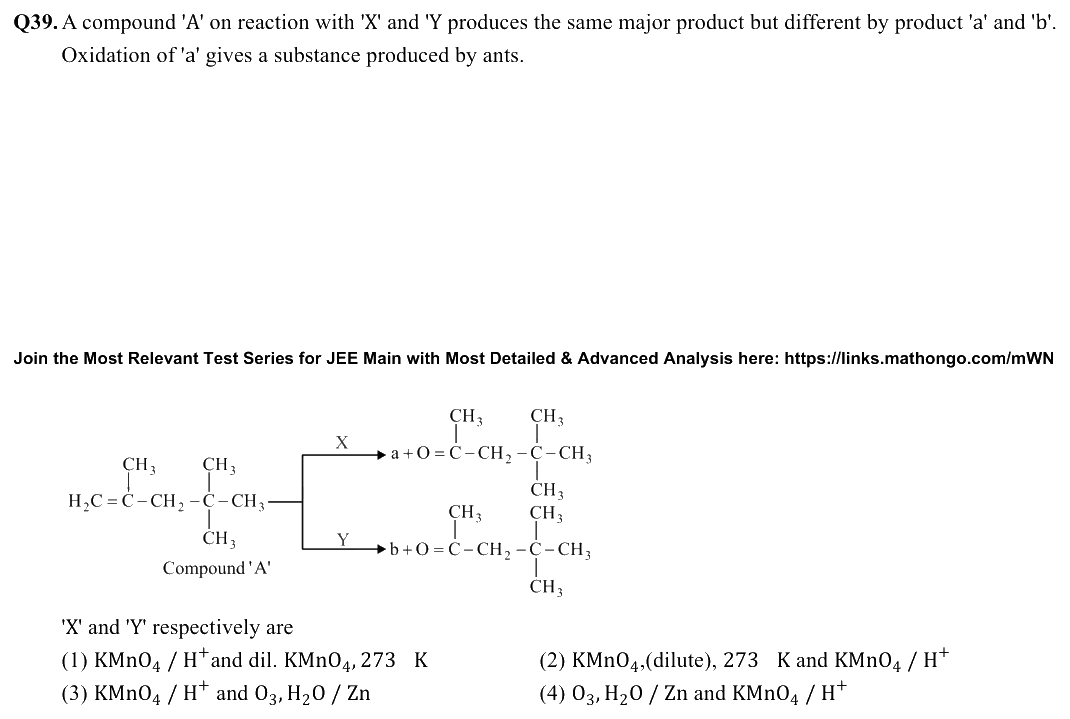 Q39. A compound 'A' on reaction with 'X' and 'Y produces the same major product but different by product 'a' and 'b'.
Oxidation of 'a' gives a substance produced by ants.
Join the Most Relevant Test Series for JEE Main with Most Detailed & Advanced Analysis here: https://links.mathongo.com/mWN
CH₃ CH₃
X
a + O = C – CH₂ – C – CH₃
CH₃ CH₃
CH₃
H₂C = C – CH₂ – C – CH₃
CH₃ CH₃
CH₃
Y
b + O = C – CH₂ – C – CH₃
Compound 'A'
CH₃
'X' and 'Y' respectively are
(1) KMnO₄ / H⁺and dil. KMnO₄, 273 K
(2) KMnO₄,(dilute), 273 K and KMnO₄ / H⁺
(3) KMnO₄ / H⁺ and O₃, H₂O / Zn
(4) O₃, H₂O / Zn and KMnO₄ / H⁺